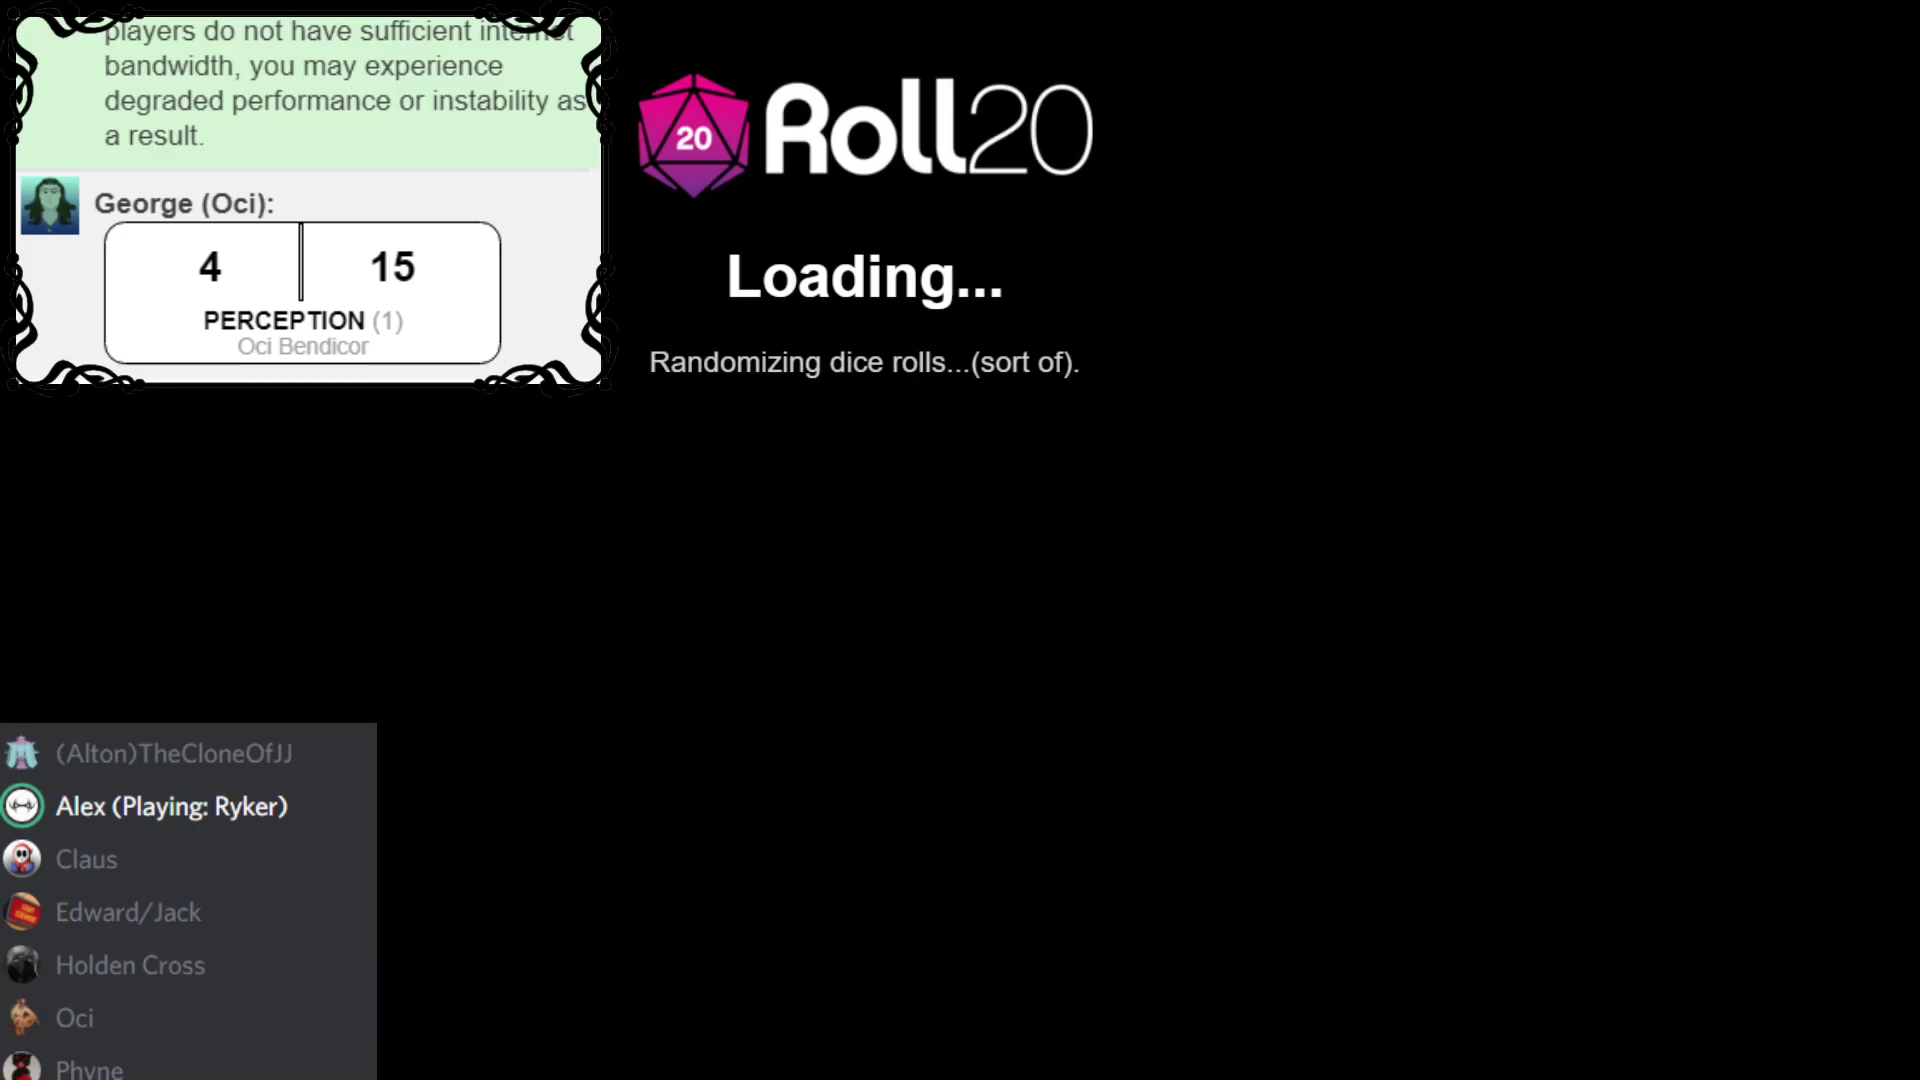 players do not have sufficient internet
bandwidth, you may experience
degraded performance or instability as
a result.
George (Oci):
4 15
PERCEPTION (1)
Oci Bendicor
20 Roll20
Loading...
Randomizing dice rolls...(sort of).
(Alton)TheCloneOfJJ
Alex (Playing: Ryker)
Claus
Edward/Jack
Holden Cross
Oci
Phyne